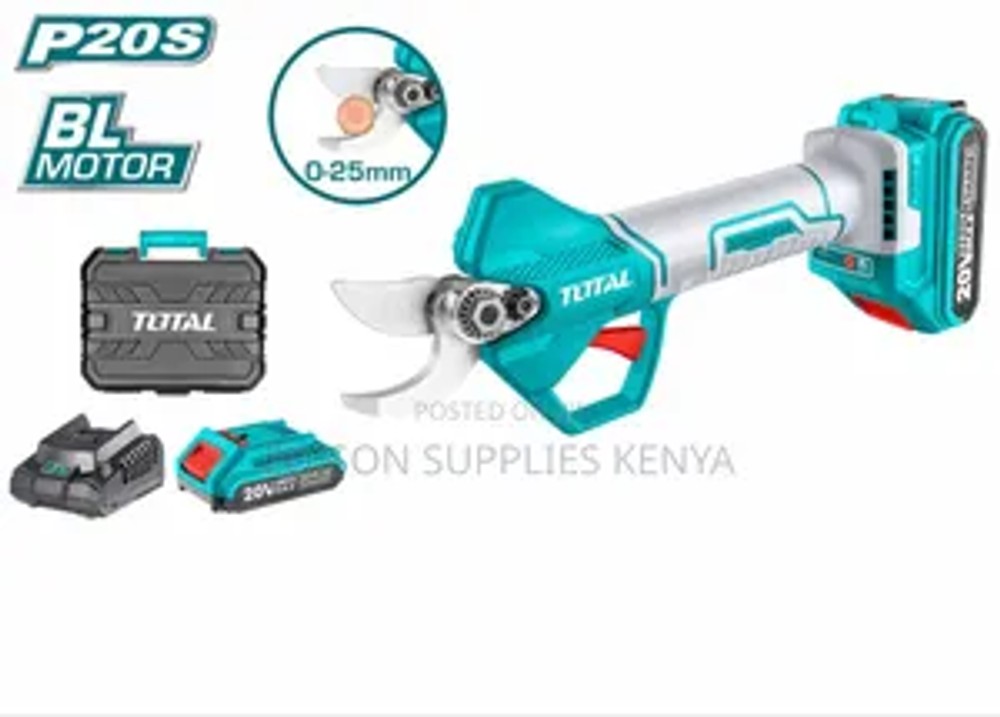 P20S
BL
MOTOR
0-25mm
TOTAL
TOTAL
20V
20V
POSTED ON
SUPPLIES KENYA